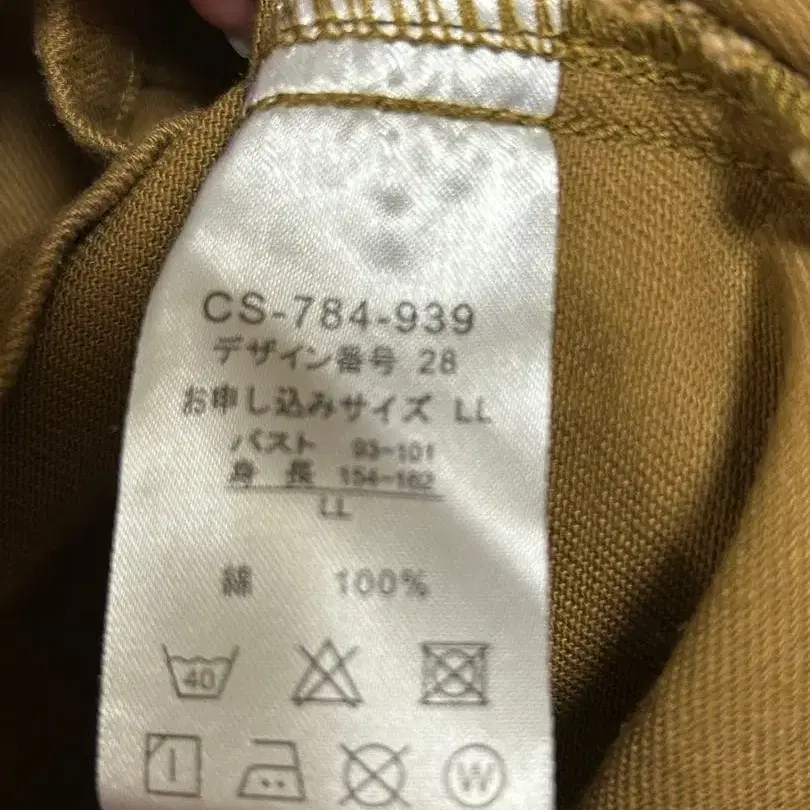 CS-784-939
デザイン番号 28
お申し込みサイズ LL
バスト 93-101
身長 154-162
LL
綿 100%
40
W